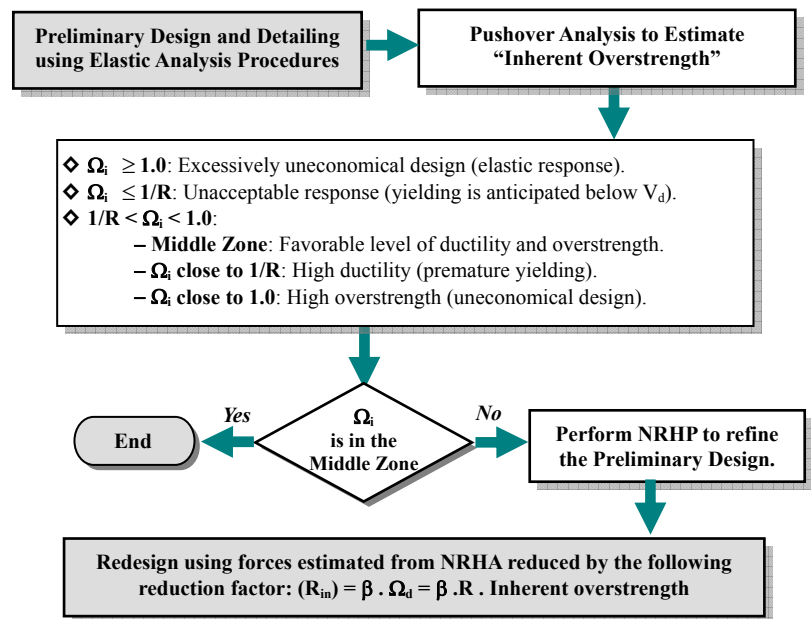 Preliminary Design and Detailing
using Elastic Analysis Procedures
Pushover Analysis to Estimate
“Inherent Overstrength”
❖ Ωi ≥ 1.0: Excessively uneconomical design (elastic response).
❖ Ωi ≤ 1/R: Unacceptable response (yielding is anticipated below Vd).
❖ 1/R < Ωi < 1.0:
– Middle Zone: Favorable level of ductility and overstrength.
– Ωi close to 1/R: High ductility (premature yielding).
– Ωi close to 1.0: High overstrength (uneconomical design).
Ωi
is in the
Middle Zone
Yes
End
No
Perform NRHP to refine
the Preliminary Design.
Redesign using forces estimated from NRHA reduced by the following
reduction factor: (Rin) = β . Ωd = β .R . Inherent overstrength